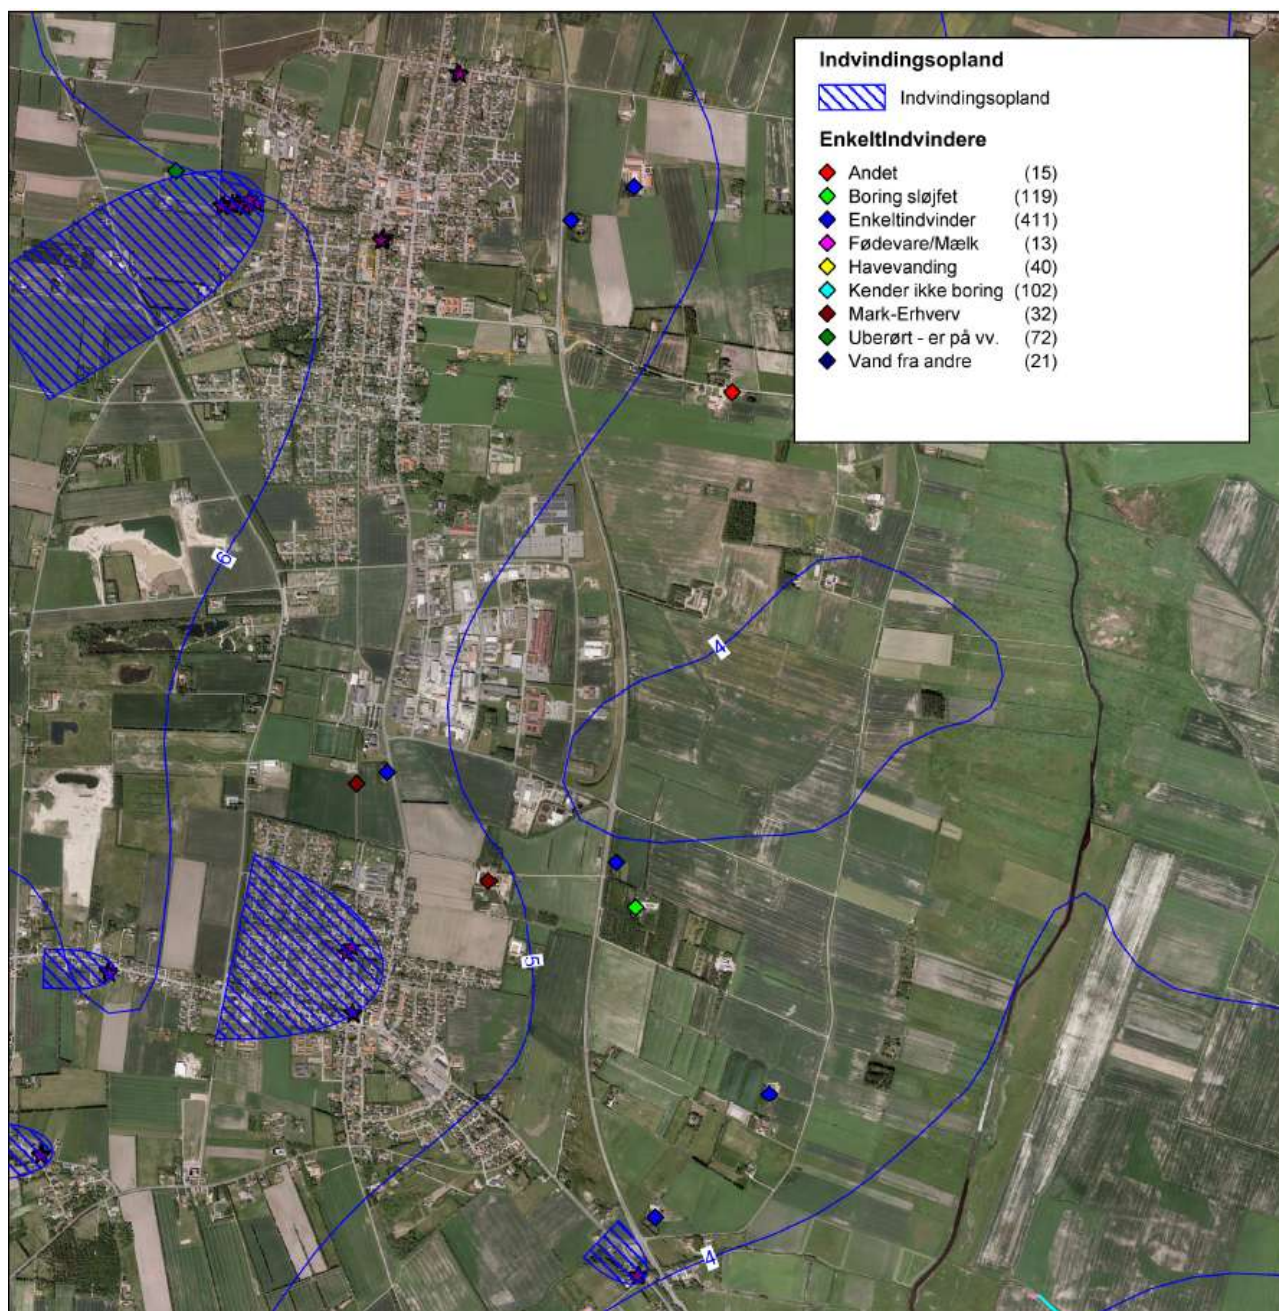 Indvindingsopland
Indvindingsopland
EnkeltIndvindere
Andet (15)
Boring sløjfet (119)
Enkeltindvinder (411)
Fødevare/Mælk (13)
Havevanding (40)
Kender ikke boring (102)
Mark-Erhverv (32)
Uberørt - er på vv. (72)
Vand fra andre (21)
6
4
5
4